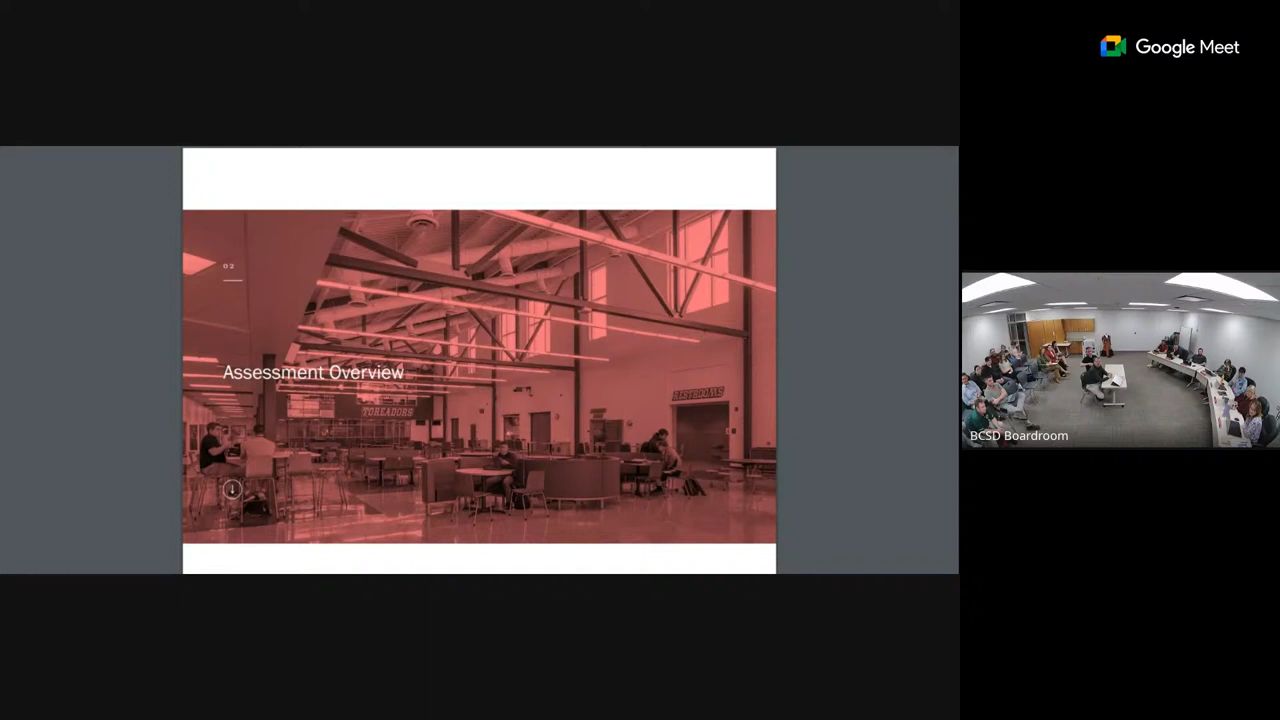 Google Meet
02
Assessment Overview
TOREADORS
RESTROOMS
BCSD Boardroom